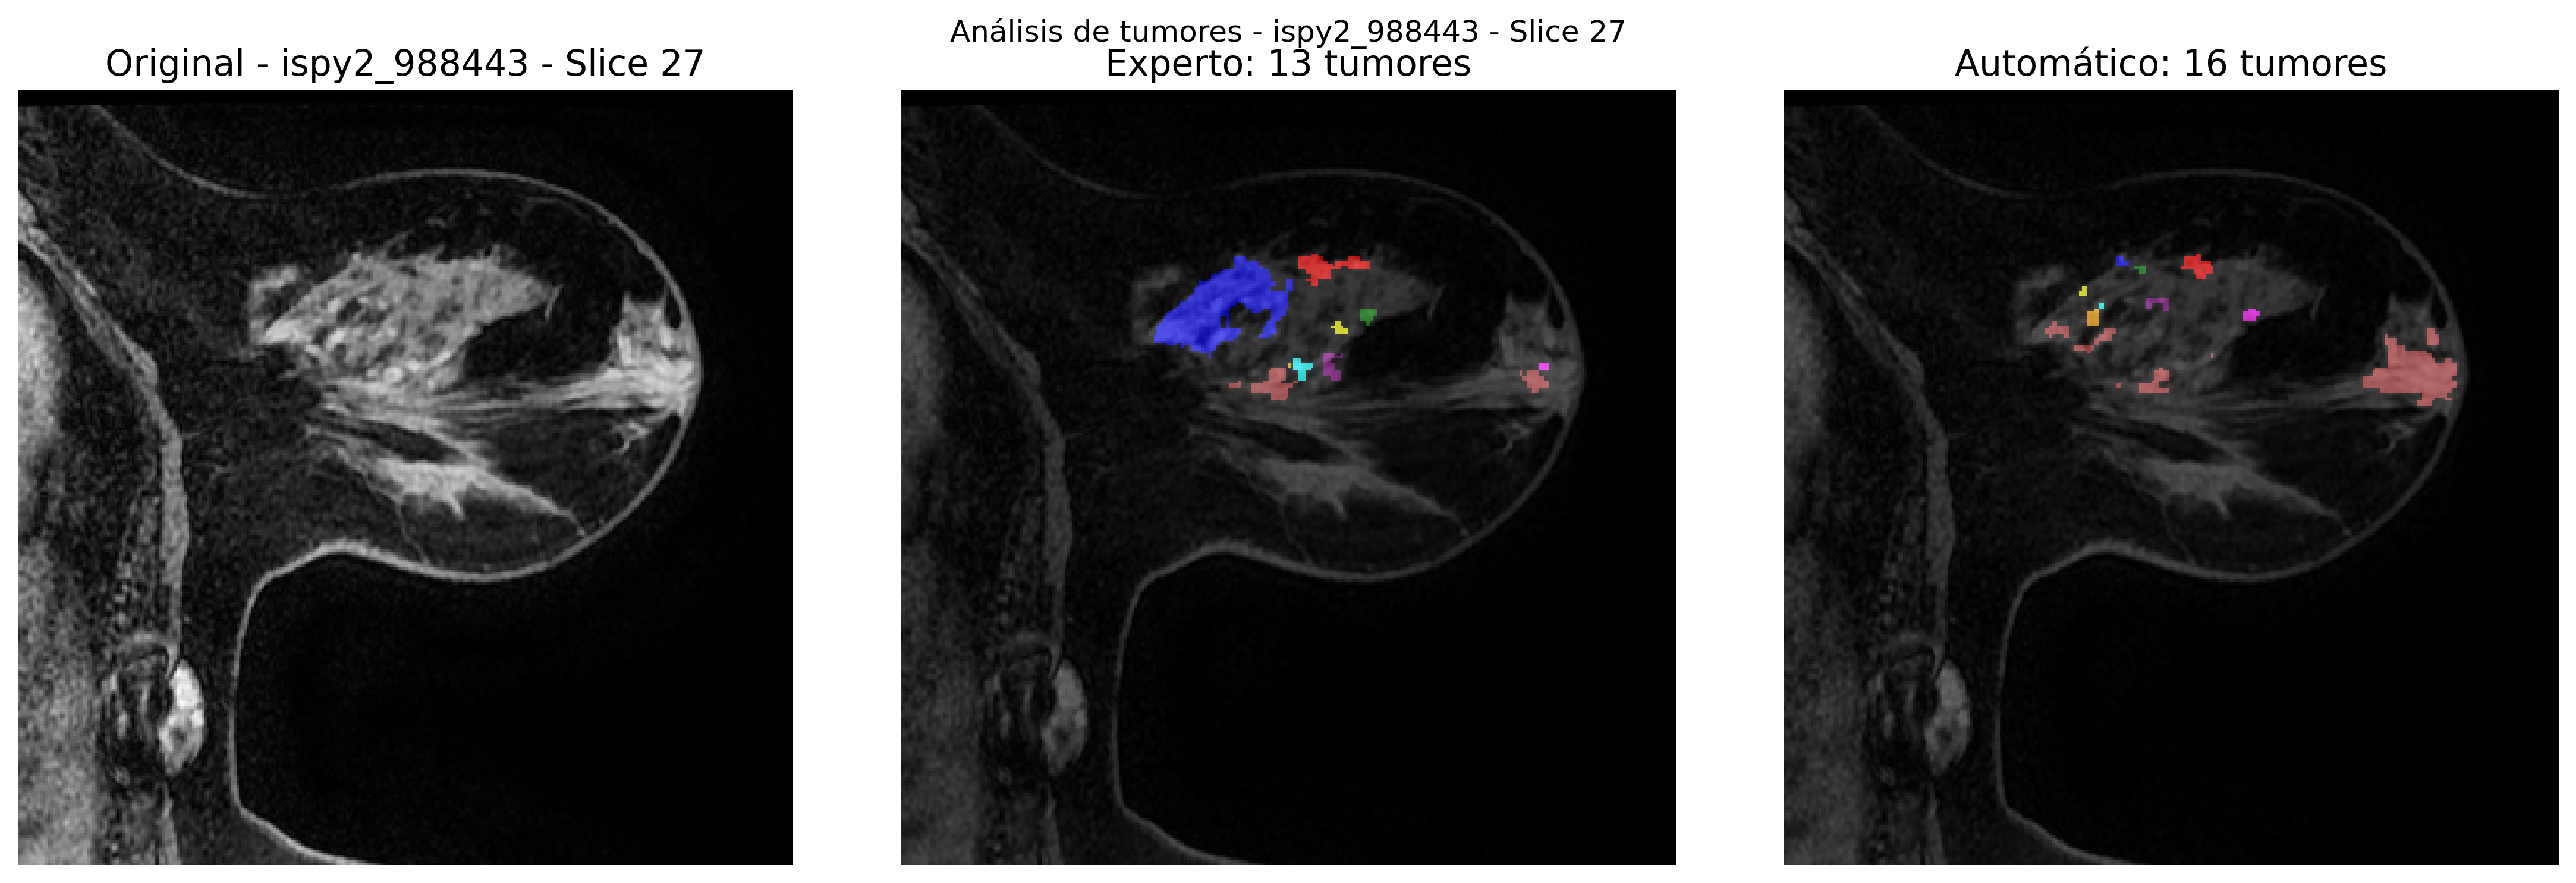 Análisis de tumores - ispy2_988443 - Slice 27
Original - ispy2_988443 - Slice 27
Experto: 13 tumores
Automático: 16 tumores